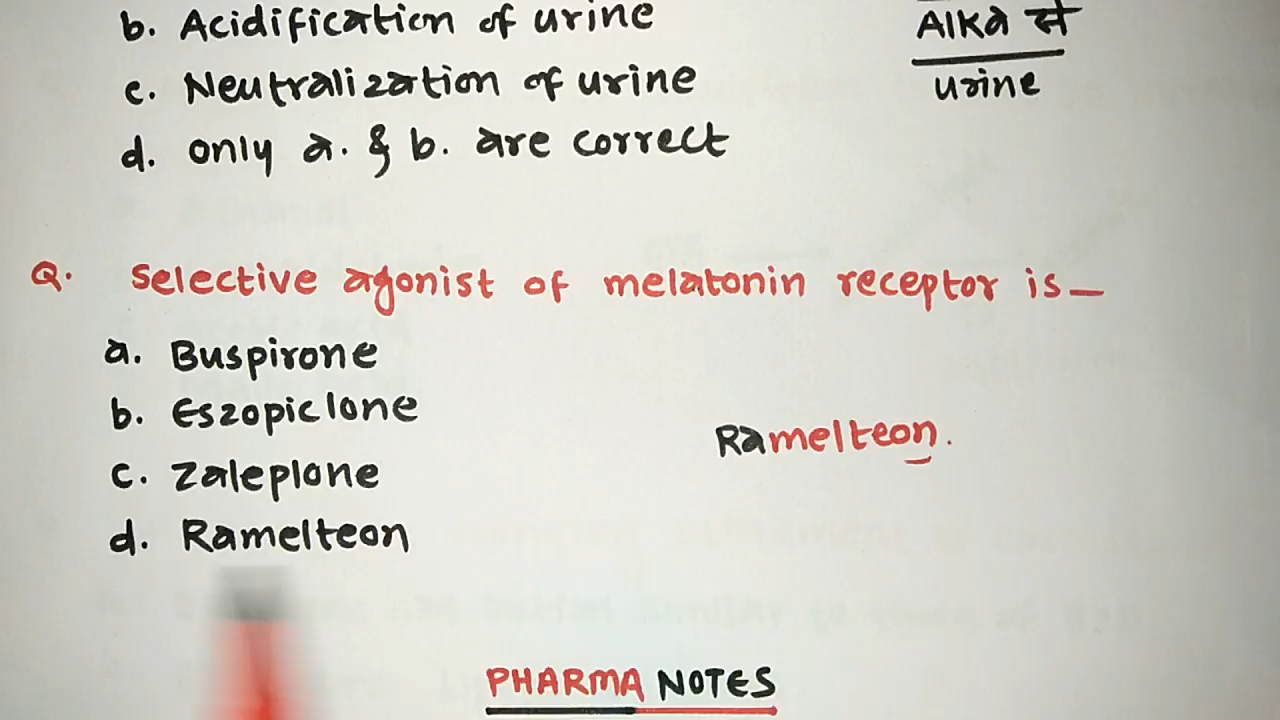 b. Acidification of urine
c. Neutralization of urine
d. only a. & b. are correct
Alka से
urine
Q. Selective agonist of melatonin receptor is—
a. Buspirone
b. Eszopiclone
c. Zaleplone
d. Ramelteon
Ramelteon.
PHARMA NOTES